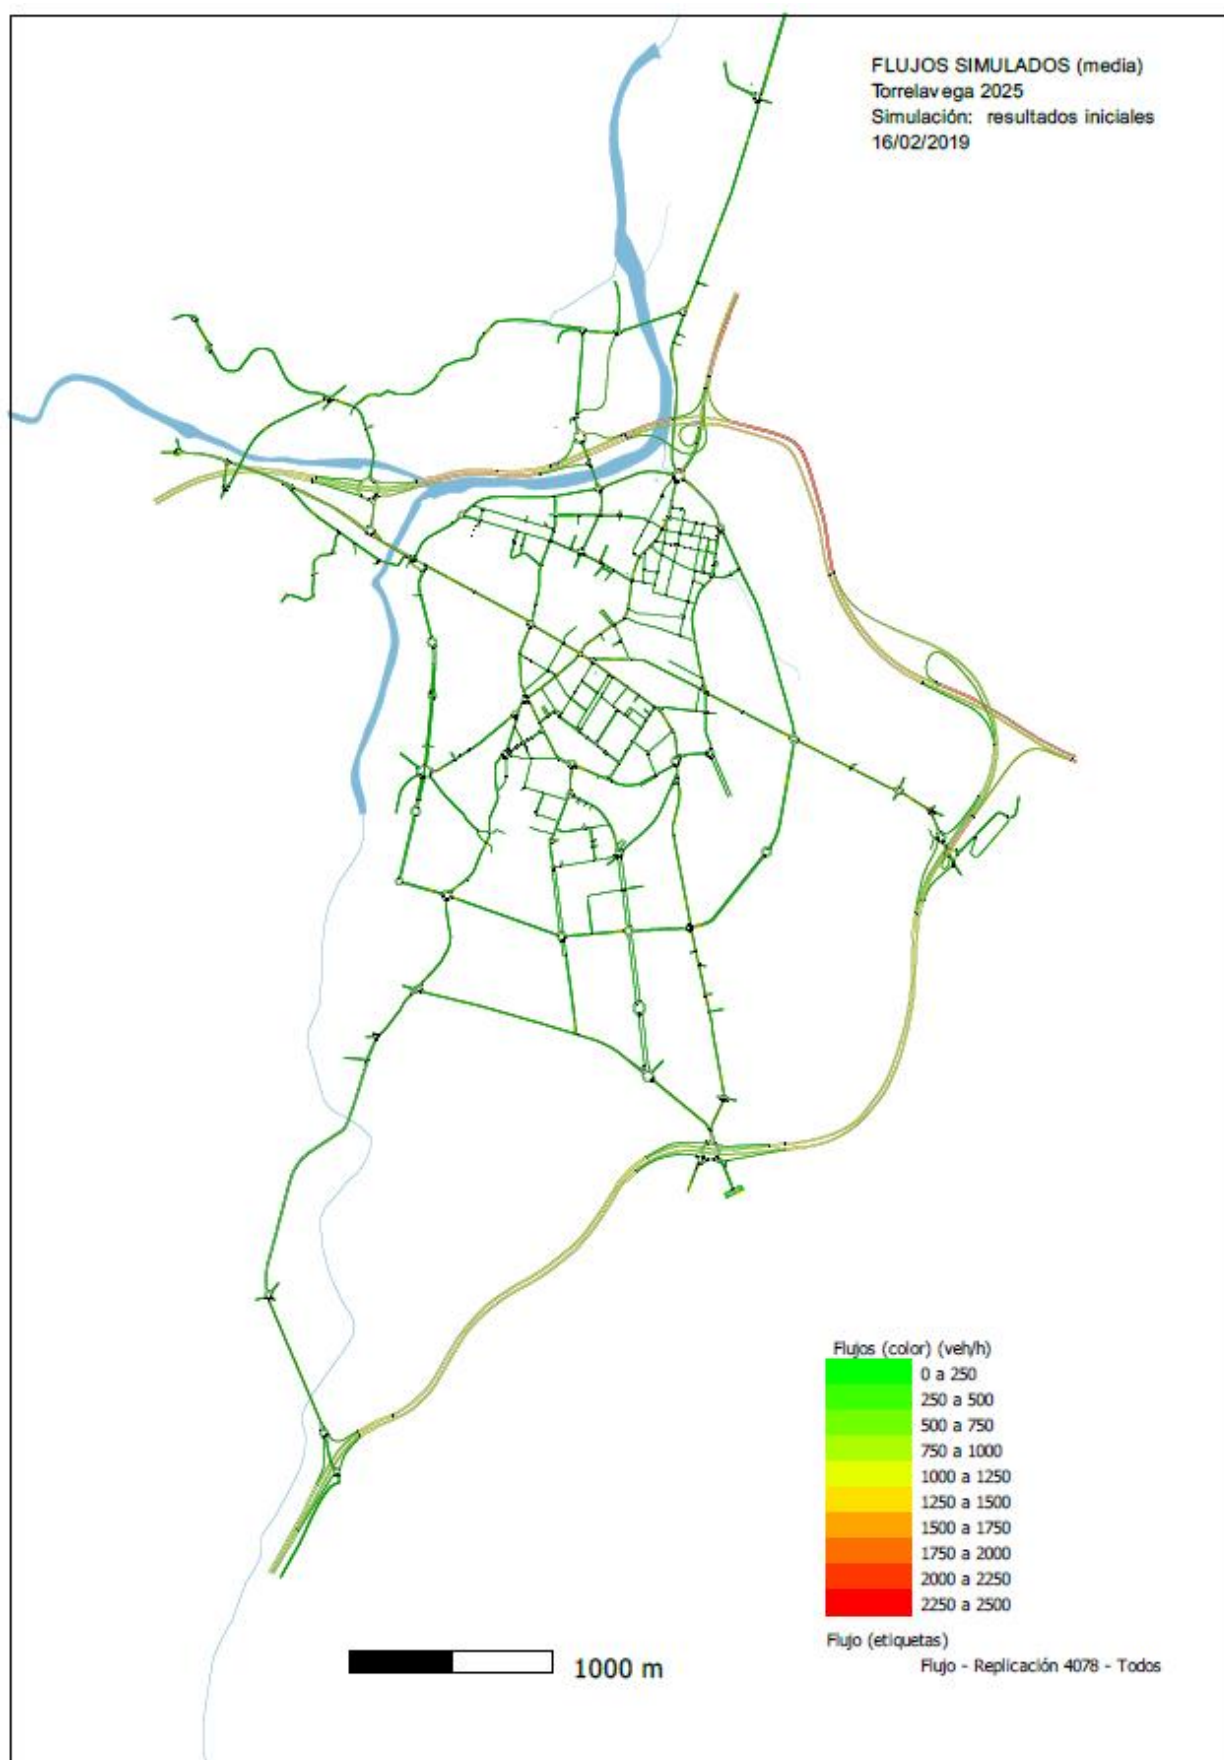 FLUJOS SIMULADOS (media)
Torrelavega 2025
Simulación: resultados iniciales
16/02/2019
Flujos (color) (veh/h)
0 a 250
250 a 500
500 a 750
750 a 1000
1000 a 1250
1250 a 1500
1500 a 1750
1750 a 2000
2000 a 2250
2250 a 2500
Flujo (etiquetas)
Flujo - Replicación 4078 - Todos
1000 m